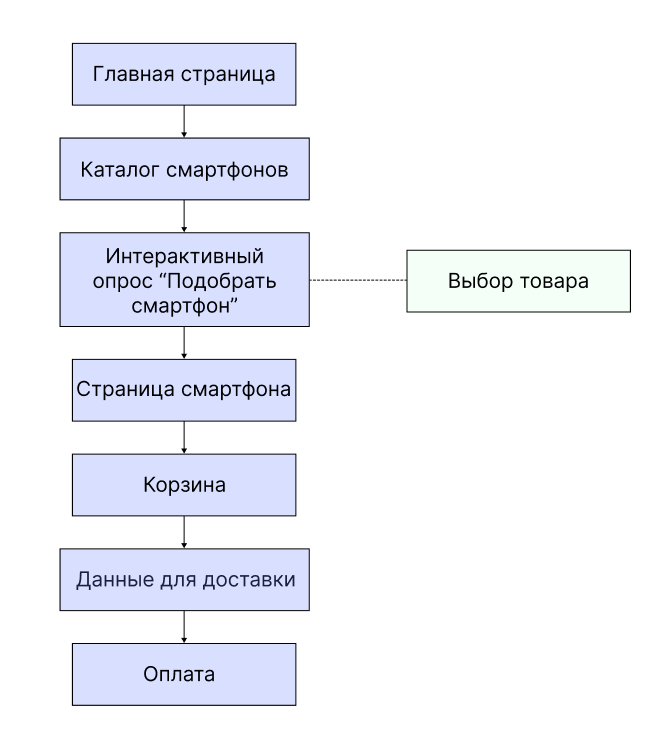 Главная страница
Каталог смартфонов
Интерактивный
опрос “Подобрать
смартфон”
Выбор товара
Страница смартфона
Корзина
Данные для доставки
Оплата